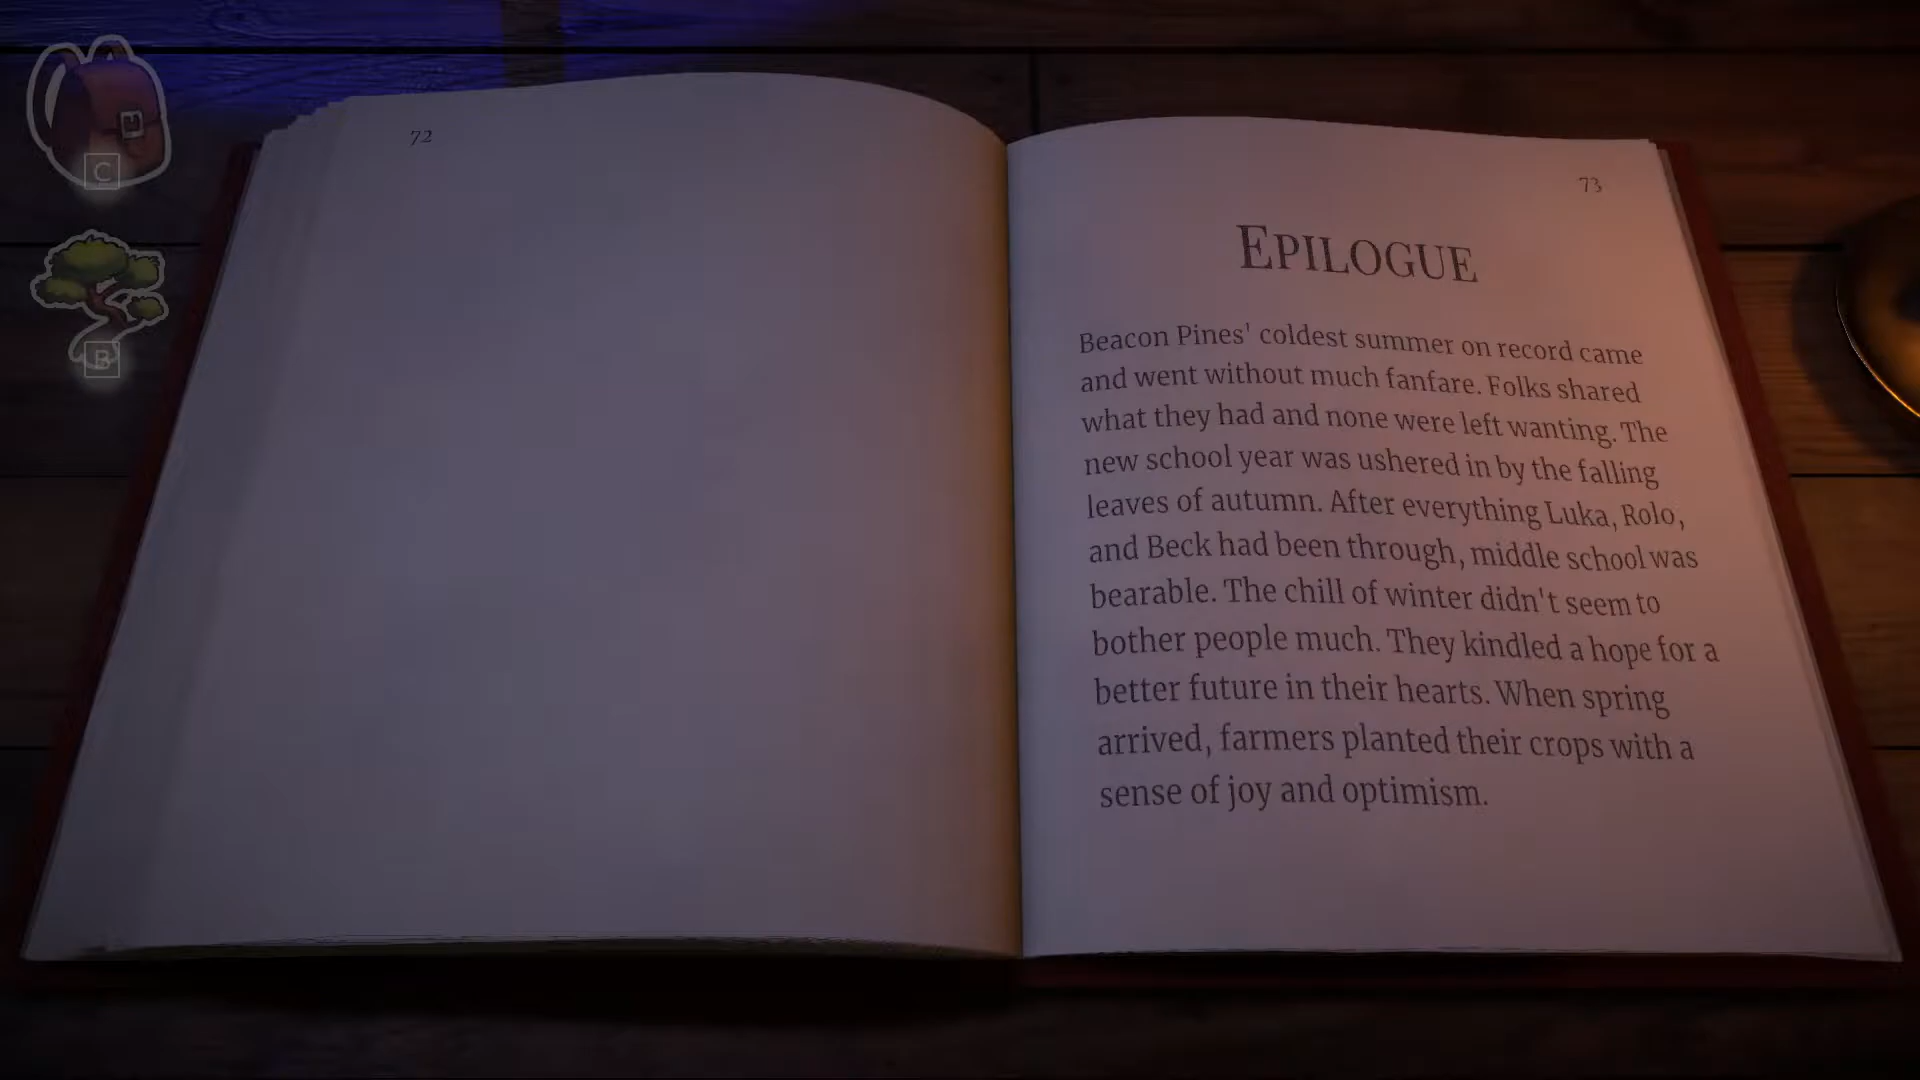 C
B
72
73
EPILOGUE
Beacon Pines' coldest summer on record came
and went without much fanfare. Folks shared
what they had and none were left wanting. The
new school year was ushered in by the falling
leaves of autumn. After everything Luka, Rolo,
and Beck had been through, middle school was
bearable. The chill of winter didn't seem to
bother people much. They kindled a hope for a
better future in their hearts. When spring
arrived, farmers planted their crops with a
sense of joy and optimism.